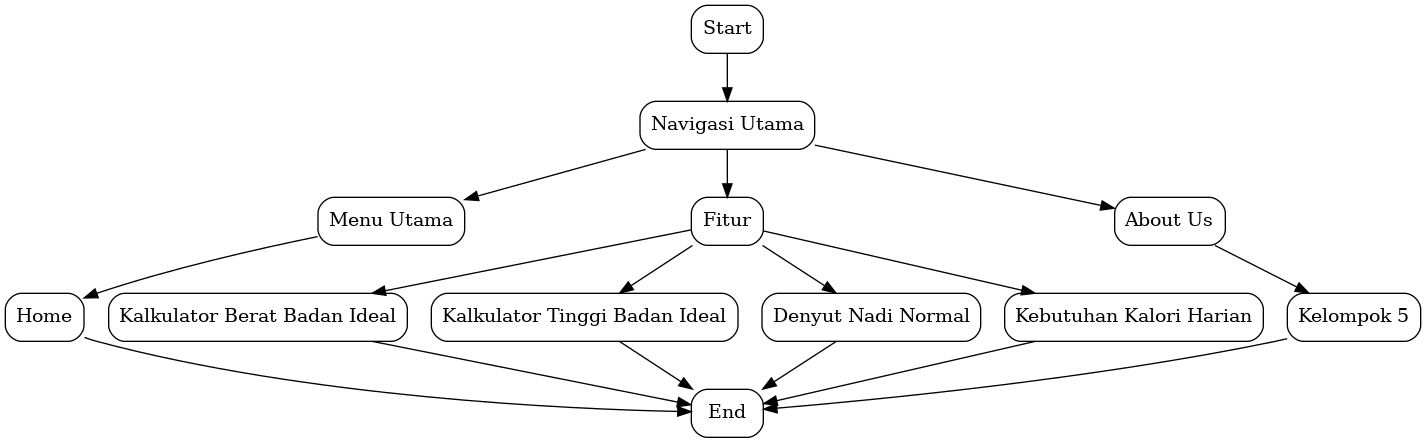 Start
Navigasi Utama
Menu Utama
Fitur
About Us
Home
Kalkulator Berat Badan Ideal
Kalkulator Tinggi Badan Ideal
Denyut Nadi Normal
Kebutuhan Kalori Harian
Kelompok 5
End